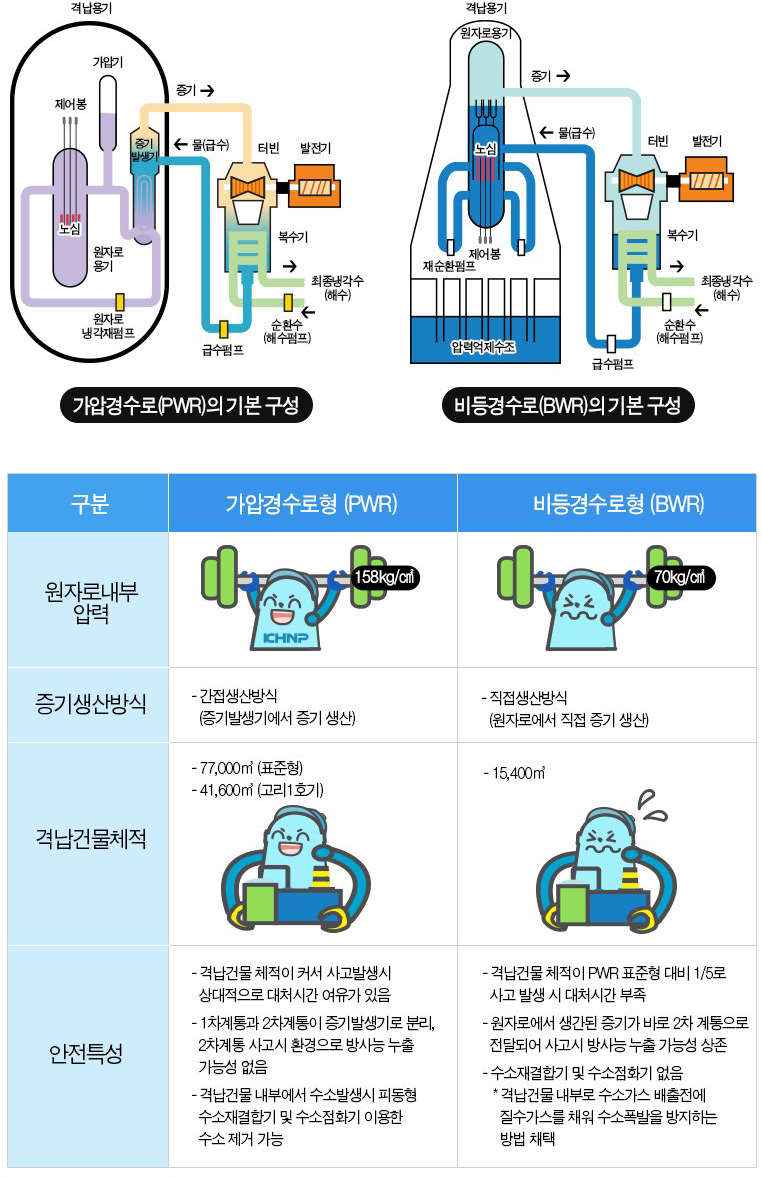 격납용기
가압기
제어봉
증기
증기
발생기
물(급수)
터빈
발전기
노심
원자로
용기
복수기
최종냉각수
(해수)
원자로
냉각재펌프
급수펌프
순환수
(해수펌프)
가압경수로(PWR)의 기본 구성
격납용기
원자로용기
증기
물(급수)
터빈
발전기
노심
제어봉
재순환펌프
복수기
최종냉각수
(해수)
순환수
(해수펌프)
압력억제수조
급수펌프
비등경수로(BWR)의 기본 구성
구분
가압경수로형 (PWR)
비등경수로형 (BWR)
원자로내부
압력
158kg/㎠
KHNP
70kg/㎠
증기생산방식
- 간접생산방식
(증기발생기에서 증기 생산)
- 직접생산방식
(원자로에서 직접 증기 생산)
격납건물체적
- 77,000㎥ (표준형)
- 41,600㎥ (고리1호기)
- 15,400㎥
안전특성
- 격납건물 체적이 커서 사고발생시
상대적으로 대처시간 여유가 있음
- 1차계통과 2차계통이 증기발생기로 분리,
2차계통 사고시 환경으로 방사능 누출
가능성 없음
- 격납건물 내부에서 수소발생시 피동형
수소재결합기 및 수소점화기 이용한
수소 제거 가능
- 격납건물 체적이 PWR 표준형 대비 1/5로
사고 발생 시 대처시간 부족
- 원자로에서 생간된 증기가 바로 2차 계통으로
전달되어 사고시 방사능 누출 가능성 상존
- 수소재결합기 및 수소점화기 없음
* 격납건물 내부로 수소가스 배출전에
질수가스를 채워 수소폭발을 방지하는
방법 채택